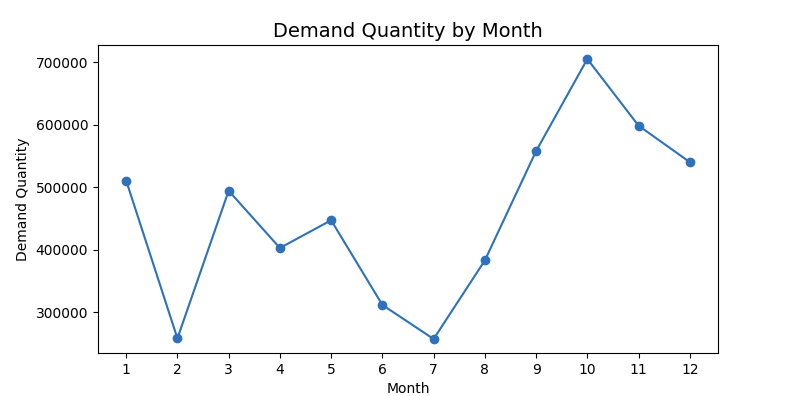 Demand Quantity by Month
Demand Quantity
700000
600000
500000
400000
300000
1 2 3 4 5 6 7 8 9 10 11 12
Month